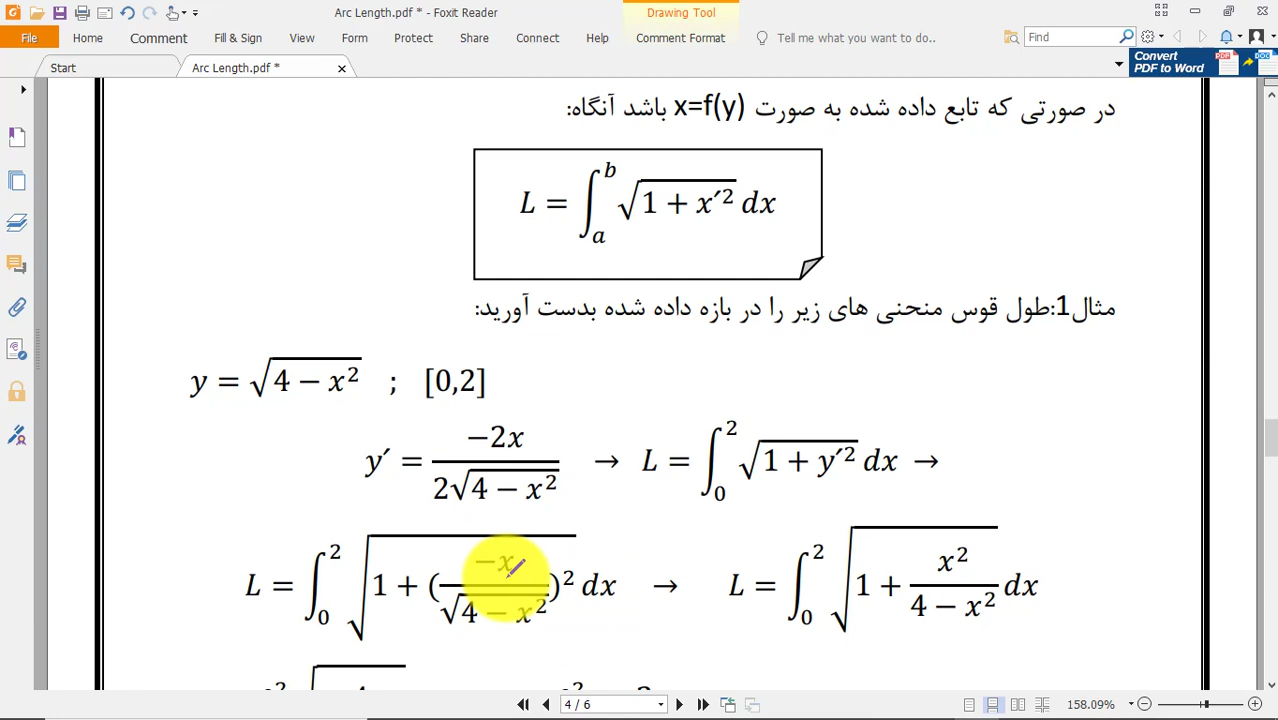 Arc Length.pdf * - Foxit Reader
Drawing Tool
File Home Comment Fill & Sign View Form Protect Share Connect Help Comment Format Tell me what you want to do.. Find
Start Arc Length.pdf *
Convert
PDF to Word
در صورتی که تابع داده شده به صورت x=f(y) باشد آنگاه:
L = ∫_a^b √(1 + x′²) dx
مثال1:طول قوس منحنی های زیر را در بازه داده شده بدست آورید:
y = √(4 − x²) ; [0,2]
y′ = (−2x)/(2√(4 − x²)) → L = ∫_0^2 √(1 + y′²) dx →
L = ∫_0^2 √(1 + ((−x)/√(4 − x²))²) dx → L = ∫_0^2 √(1 + x²/(4 − x²)) dx
4 / 6 158.09%